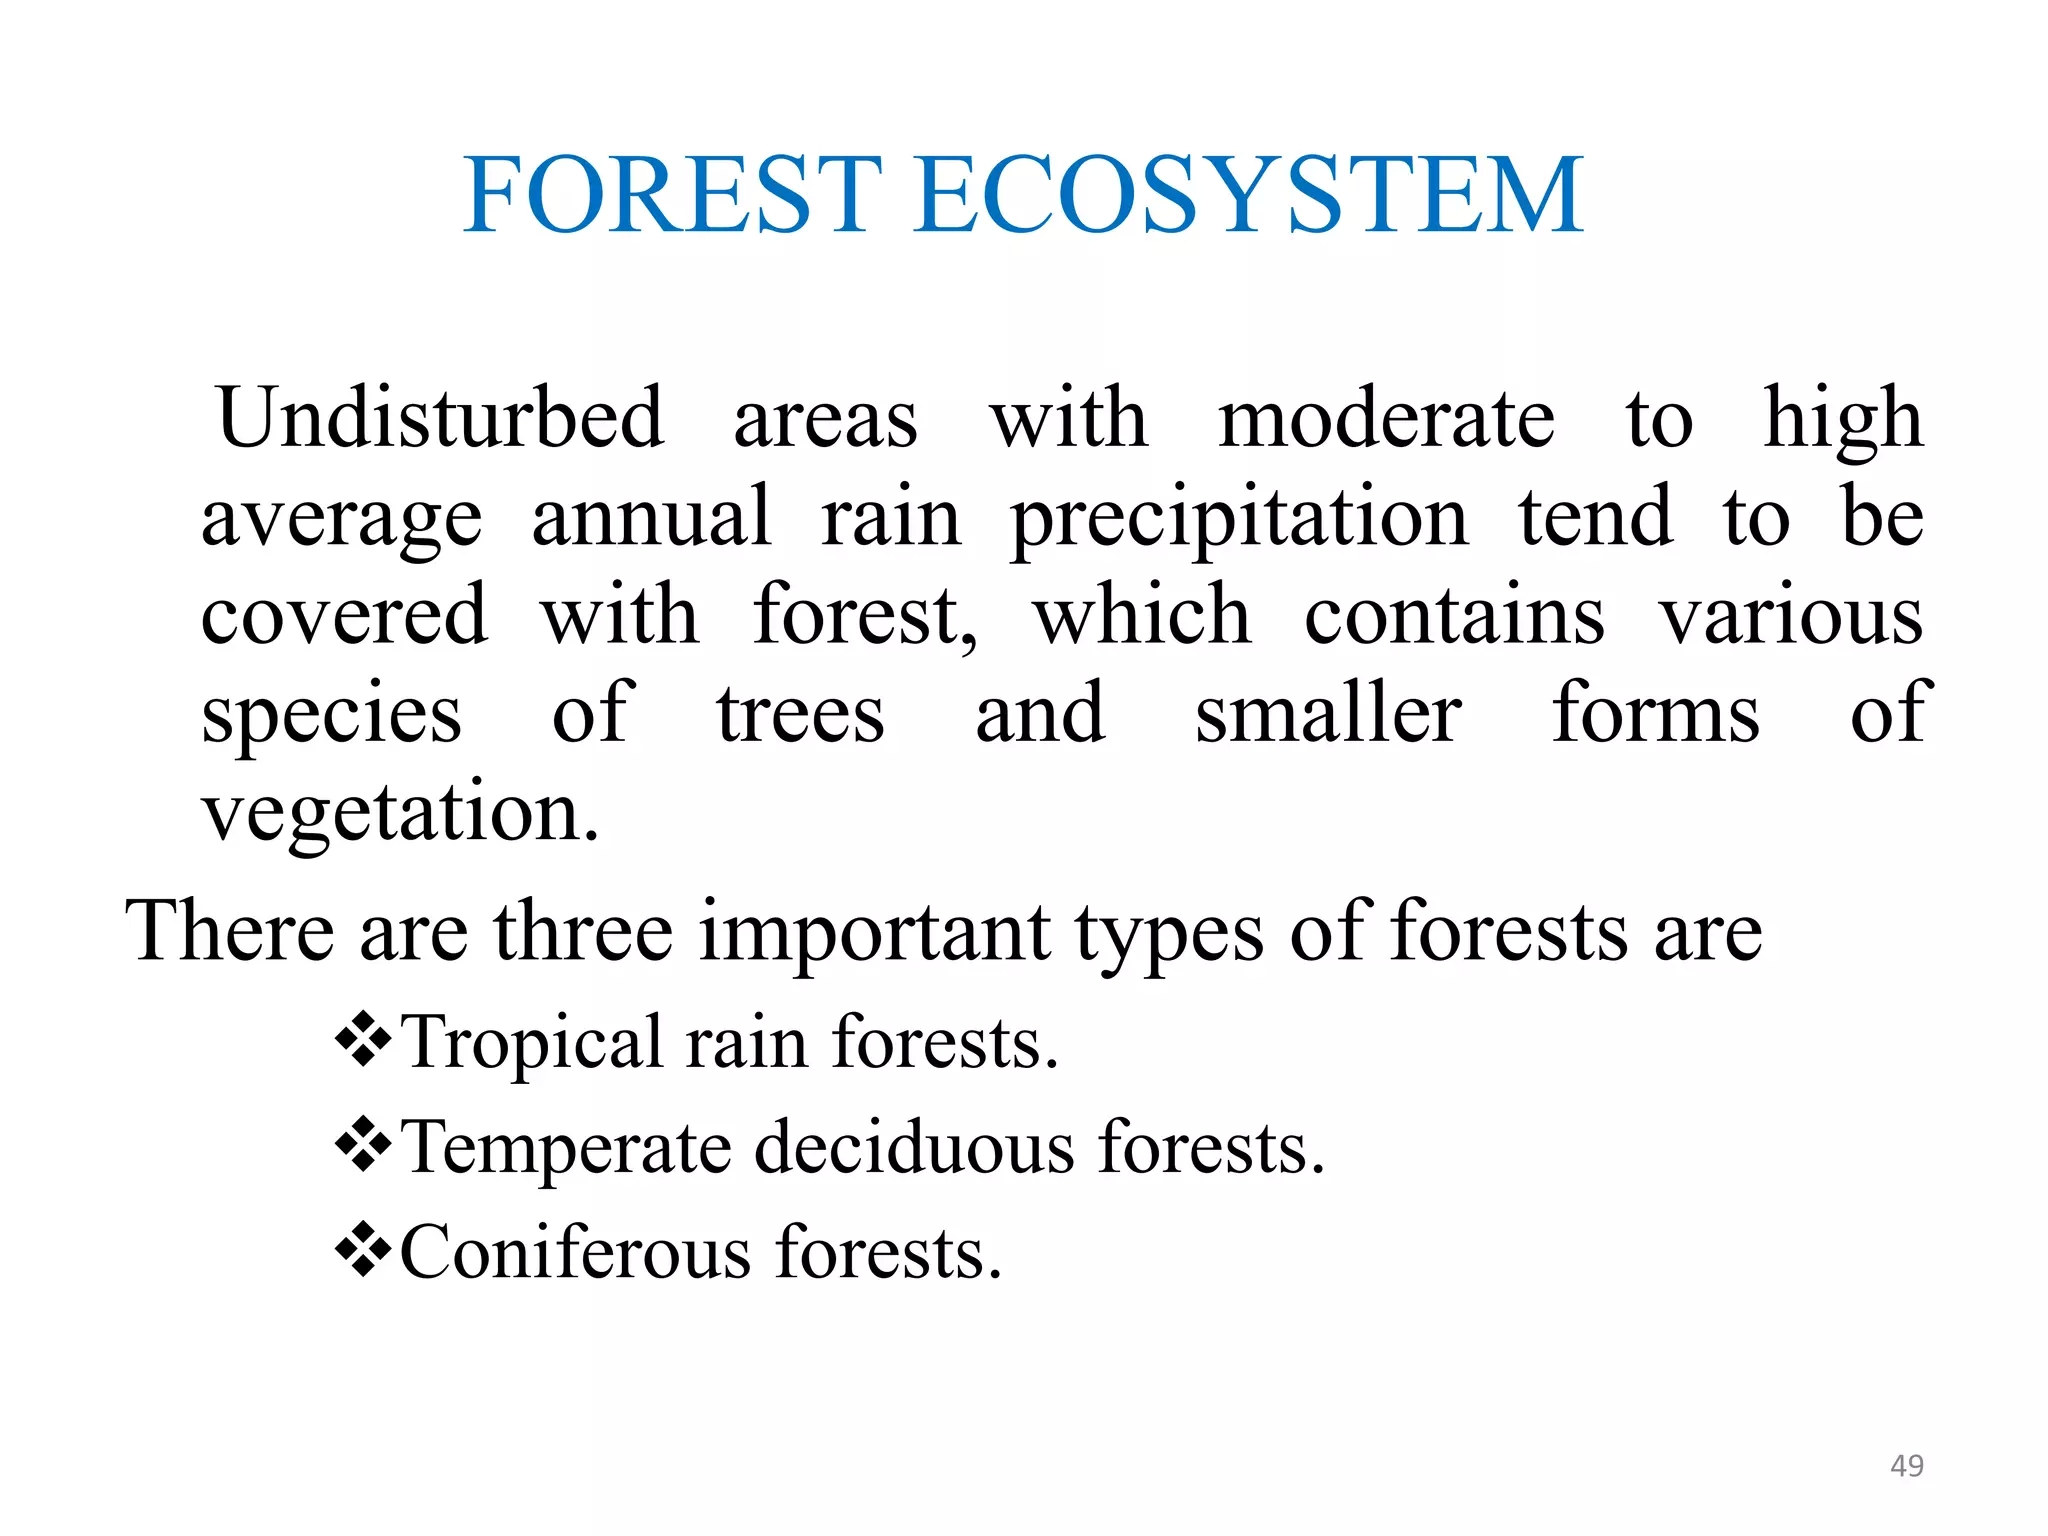 FOREST ECOSYSTEM
Undisturbed areas with moderate to high
average annual rain precipitation tend to be
covered with forest, which contains various
species of trees and smaller forms of
vegetation.
There are three important types of forests are
❖Tropical rain forests.
❖Temperate deciduous forests.
❖Coniferous forests.
49